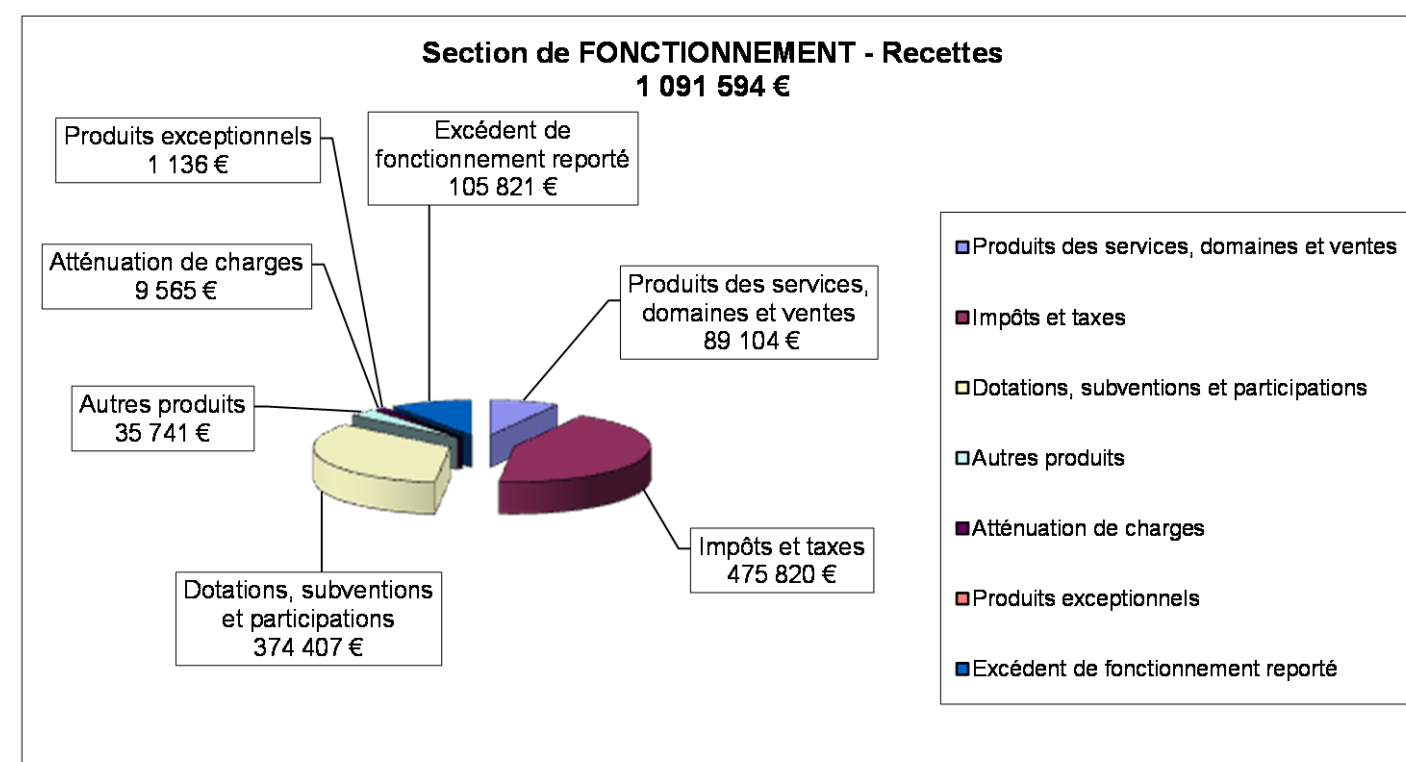 Section de FONCTIONNEMENT - Recettes
1 091 594 €
Produits exceptionnels
1 136 €
Excédent de
fonctionnement reporté
105 821 €
Atténuation de charges
9 565 €
Produits des services,
domaines et ventes
89 104 €
Autres produits
35 741 €
Impôts et taxes
475 820 €
Dotations, subventions
et participations
374 407 €
Produits des services, domaines et ventes
Impôts et taxes
Dotations, subventions et participations
Autres produits
Atténuation de charges
Produits exceptionnels
Excédent de fonctionnement reporté